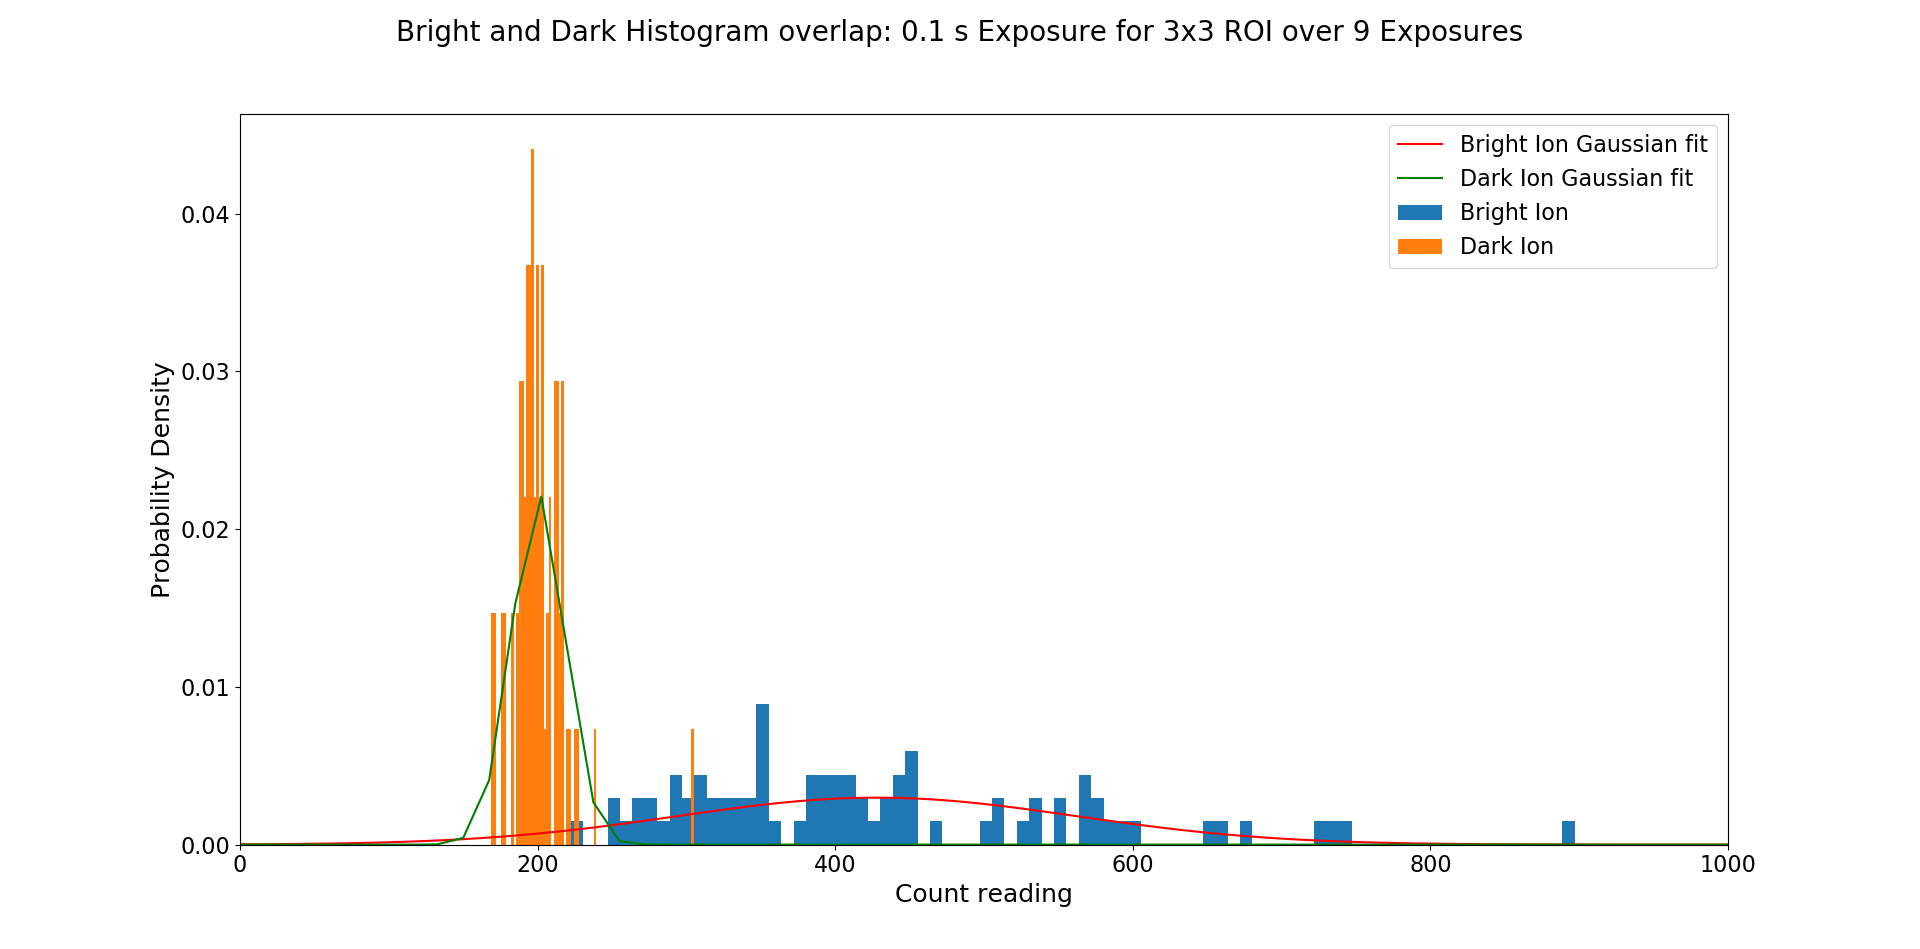 Bright and Dark Histogram overlap: 0.1 s Exposure for 3x3 ROI over 9 Exposures
Bright Ion Gaussian fit
Dark Ion Gaussian fit
Bright Ion
Dark Ion
Probability Density
0.04
0.03
0.02
0.01
0.00
0
200
400
600
800
1000
Count reading